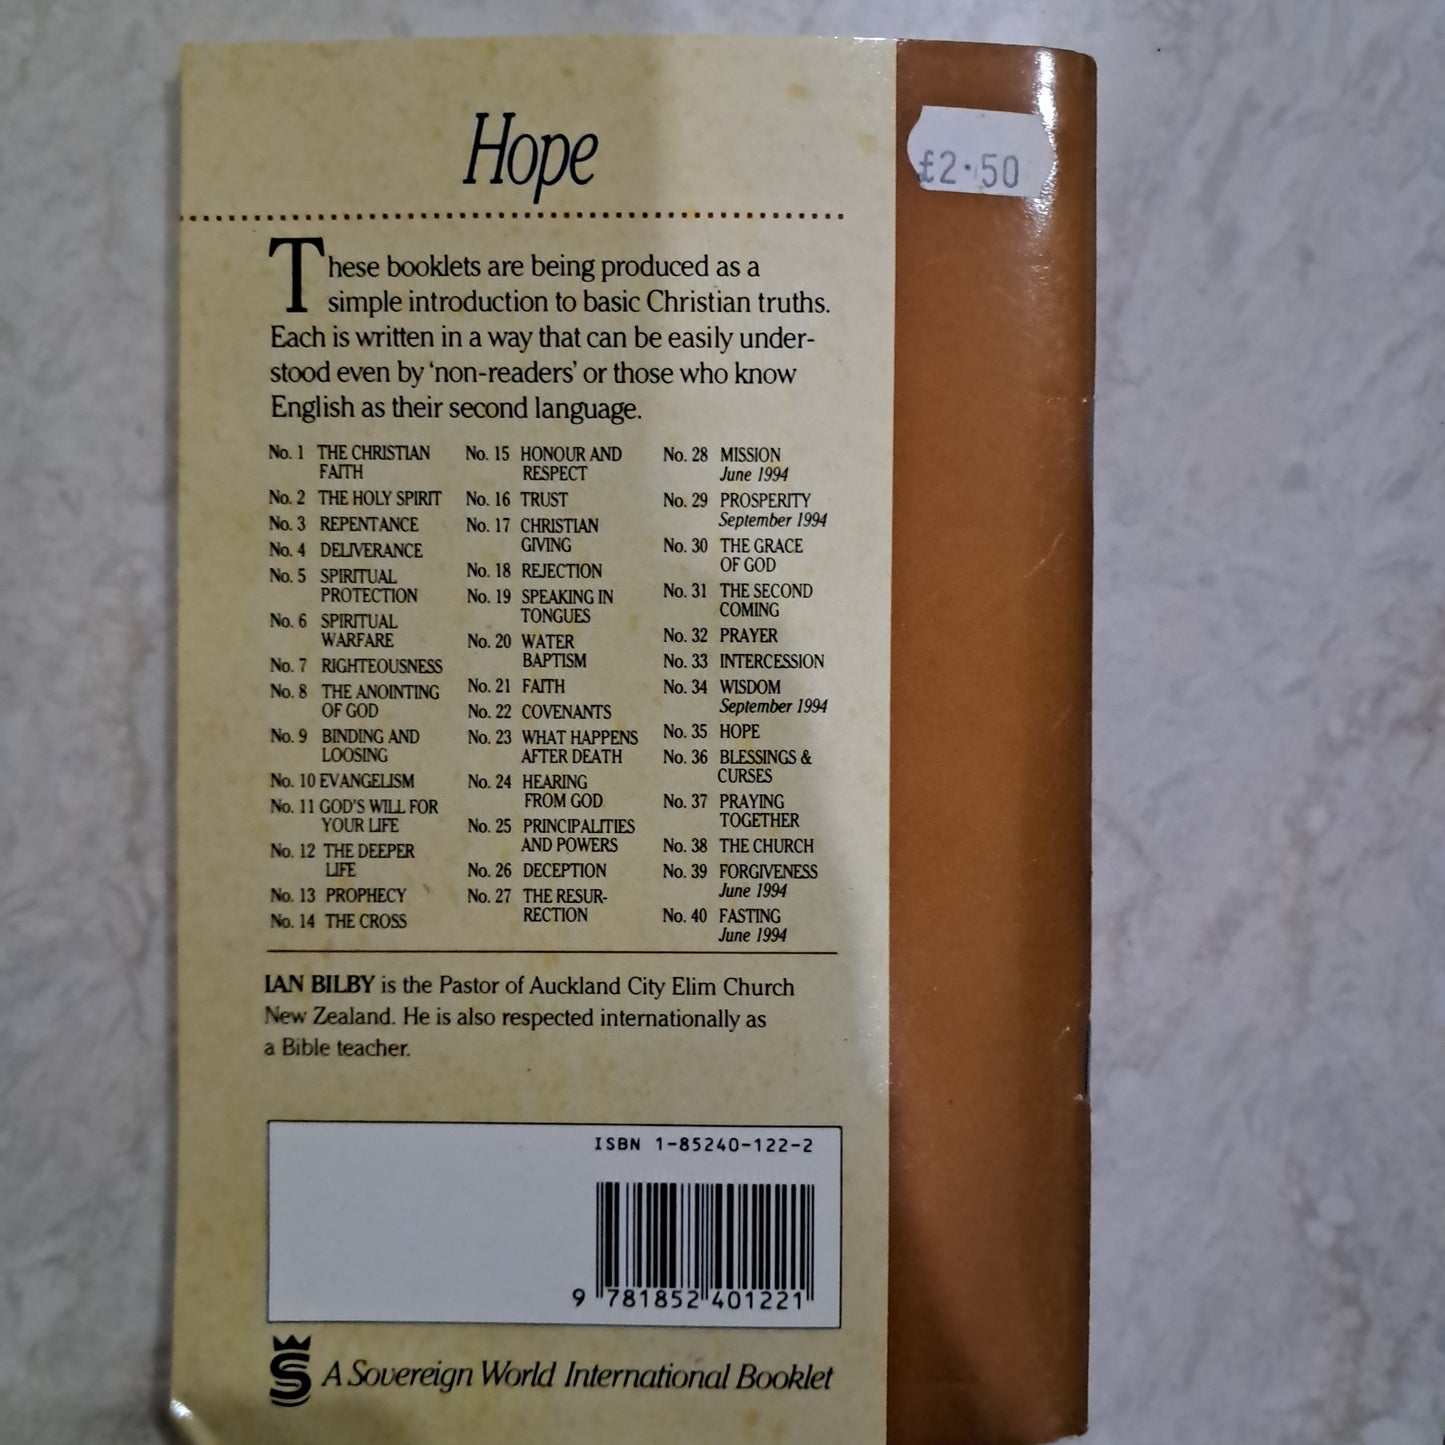 Hope
£2.50
These booklets are being produced as a
simple introduction to basic Christian truths.
Each is written in a way that can be easily under-
stood even by 'non-readers' or those who know
English as their second language.
No. 1 THE CHRISTIAN
FAITH
No. 2 THE HOLY SPIRIT
No. 3 REPENTANCE
No. 4 DELIVERANCE
No. 5 SPIRITUAL
PROTECTION
No. 6 SPIRITUAL
WARFARE
No. 7 RIGHTEOUSNESS
No. 8 THE ANOINTING
OF GOD
No. 9 BINDING AND
LOOSING
No. 10 EVANGELISM
No. 11 GOD'S WILL FOR
YOUR LIFE
No. 12 THE DEEPER
LIFE
No. 13 PROPHECY
No. 14 THE CROSS
No. 15 HONOUR AND
RESPECT
No. 16 TRUST
No. 17 CHRISTIAN
GIVING
No. 18 REJECTION
No. 19 SPEAKING IN
TONGUES
No. 20 WATER
BAPTISM
No. 21 FAITH
No. 22 COVENANTS
No. 23 WHAT HAPPENS
AFTER DEATH
No. 24 HEARING
FROM GOD
No. 25 PRINCIPALITIES
AND POWERS
No. 26 DECEPTION
No. 27 THE RESUR-
RECTION
No. 28 MISSION
June 1994
No. 29 PROSPERITY
September 1994
No. 30 THE GRACE
OF GOD
No. 31 THE SECOND
COMING
No. 32 PRAYER
No. 33 INTERCESSION
No. 34 WISDOM
September 1994
No. 35 HOPE
No. 36 BLESSINGS &
CURSES
No. 37 PRAYING
TOGETHER
No. 38 THE CHURCH
No. 39 FORGIVENESS
June 1994
No. 40 FASTING
June 1994
IAN BILBY is the Pastor of Auckland City Elim Church
New Zealand. He is also respected internationally as
a Bible teacher.
ISBN 1-85240-122-2
9 781852 401221
A Sovereign World International Booklet